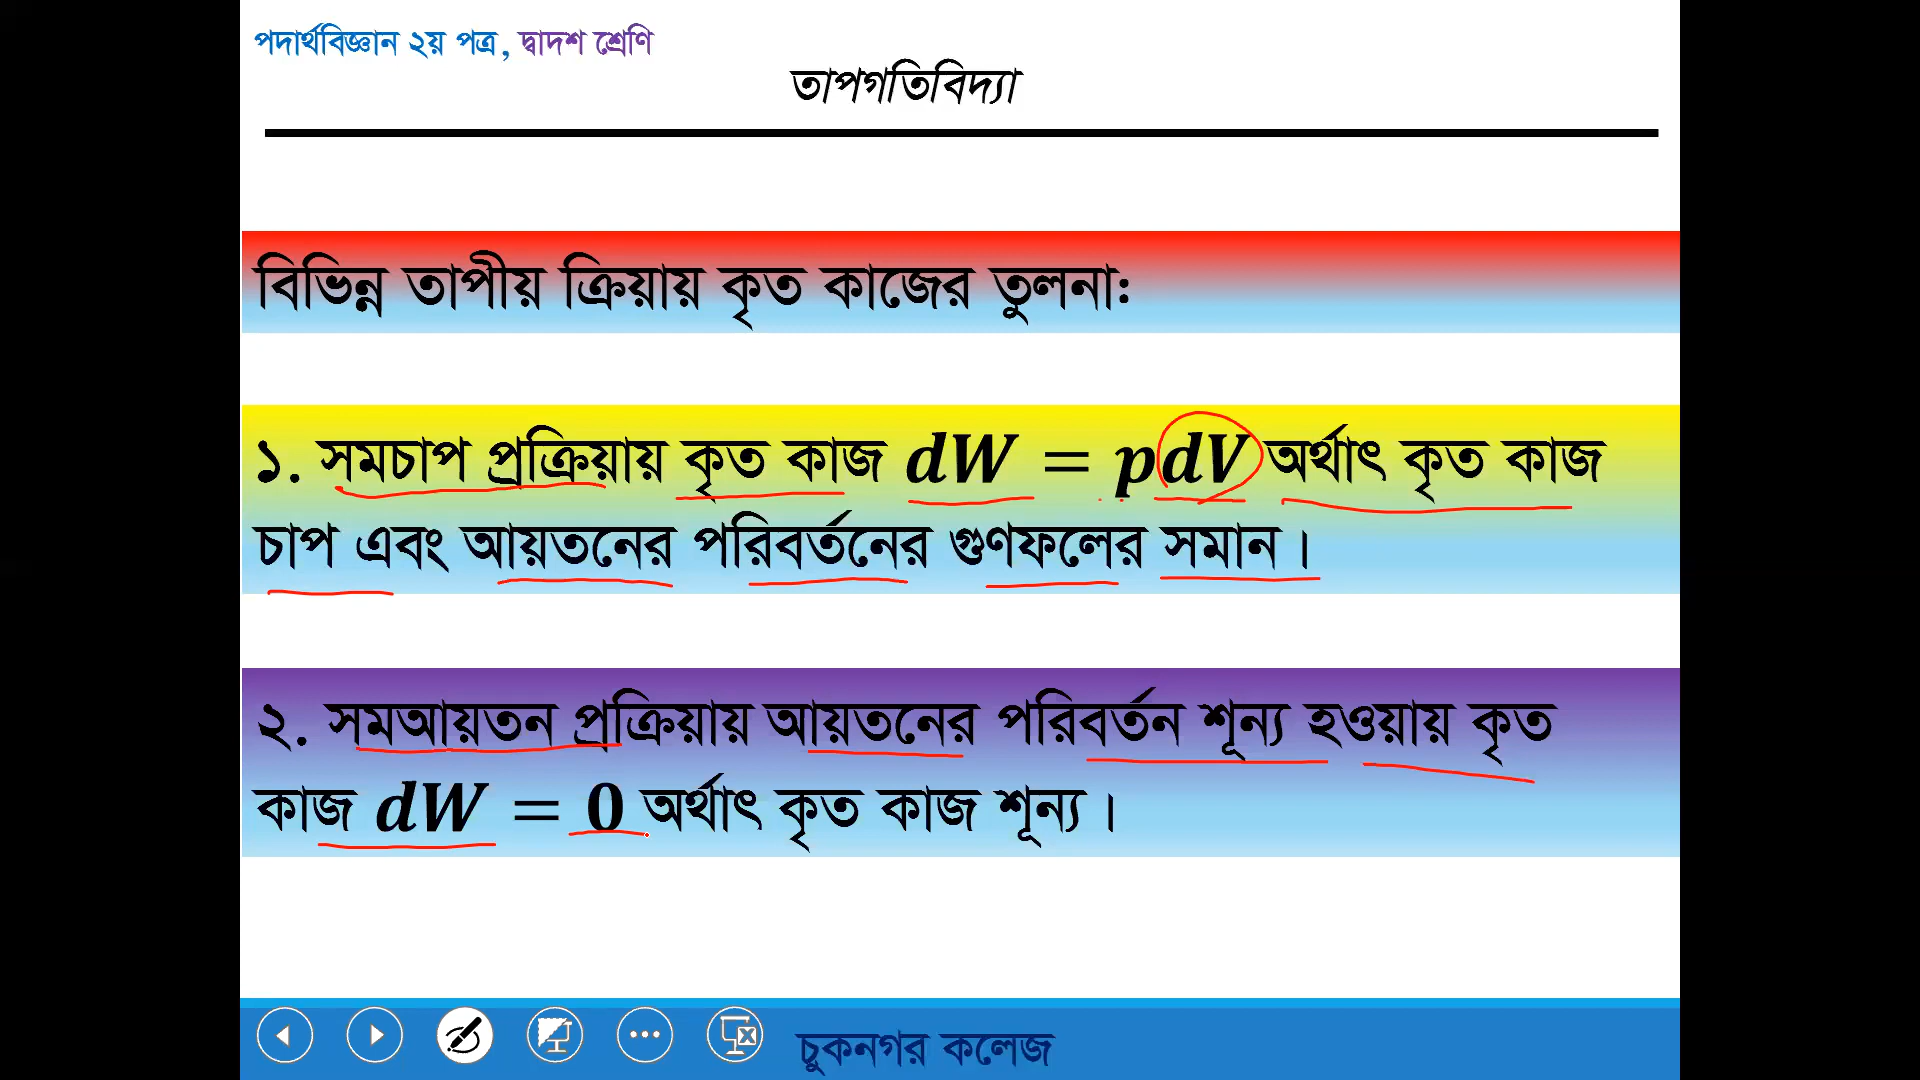 পদার্থবিজ্ঞান ২য় পত্র, দ্বাদশ শ্রেণি
তাপগতিবিদ্যা
বিভিন্ন তাপীয় ক্রিয়ায় কৃত কাজের তুলনা:
১. সমচাপ প্রক্রিয়ায় কৃত কাজ dW = pdV অর্থাৎ কৃত কাজ
চাপ এবং আয়তনের পরিবর্তনের গুণফলের সমান।
২. সমআয়তন প্রক্রিয়ায় আয়তনের পরিবর্তন শূন্য হওয়ায় কৃত
কাজ dW = 0 অর্থাৎ কৃত কাজ শূন্য।
চুকনগর কলেজ